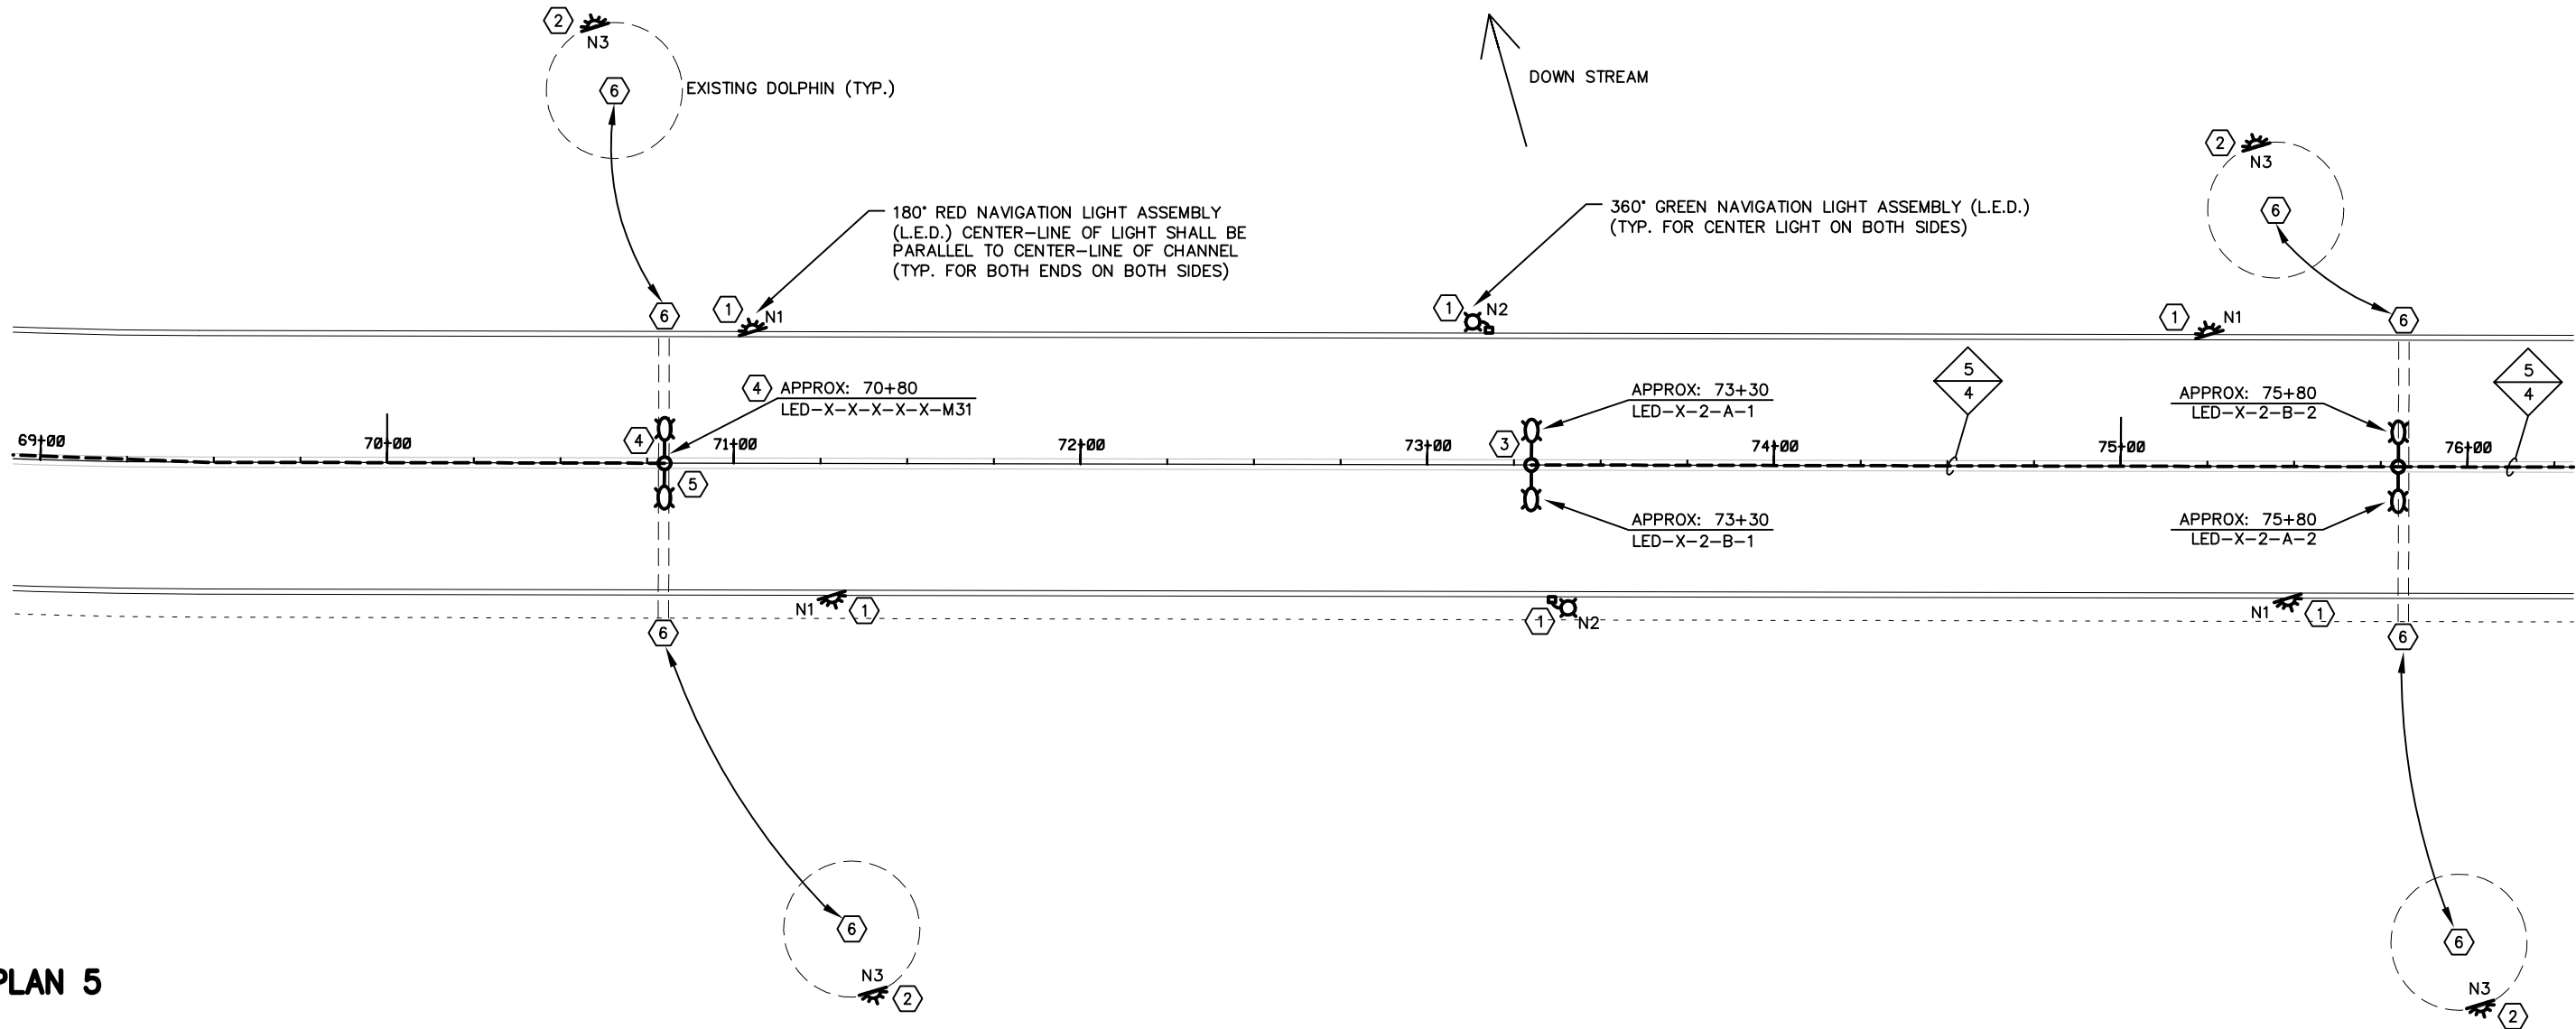 2
N3
6
EXISTING DOLPHIN (TYP.)
DOWN STREAM
2
N3
6
180° RED NAVIGATION LIGHT ASSEMBLY
(L.E.D.) CENTER-LINE OF LIGHT SHALL BE
PARALLEL TO CENTER-LINE OF CHANNEL
(TYP. FOR BOTH ENDS ON BOTH SIDES)
360° GREEN NAVIGATION LIGHT ASSEMBLY (L.E.D.)
(TYP. FOR CENTER LIGHT ON BOTH SIDES)
6
1
N1
1
N2
1
N1
6
4
APPROX: 70+80
LED-X-X-X-X-X-M31
APPROX: 73+30
LED-X-2-A-1
5
4
APPROX: 75+80
LED-X-2-B-2
5
4
69+00
70+00
4
71+00
72+00
73+00
3
74+00
75+00
76+00
5
APPROX: 73+30
LED-X-2-B-1
APPROX: 75+80
LED-X-2-A-2
N1
1
1
N2
N1
1
6
6
6
N3
2
6
N3
2
PLAN 5